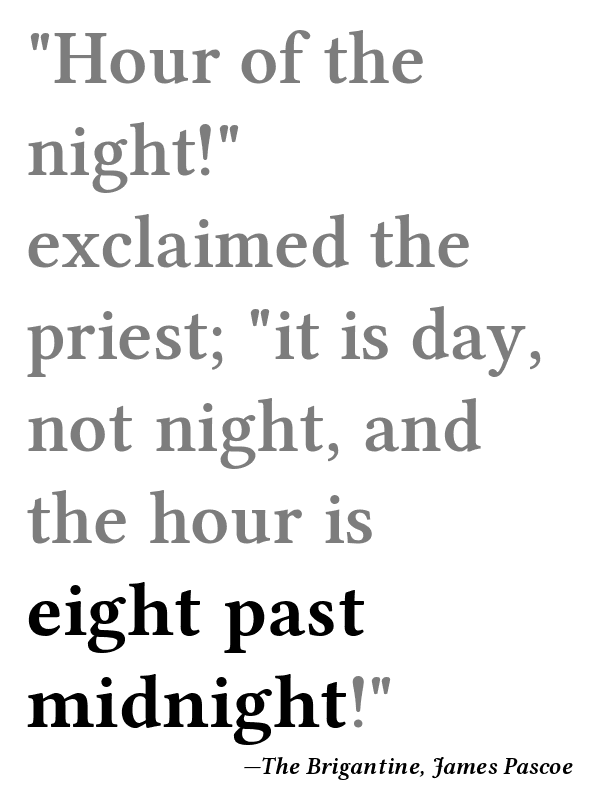 "Hour of the
night!"
exclaimed the
priest; "it is day,
not night, and
the hour is
eight past
midnight!"
—The Brigantine, James Pascoe